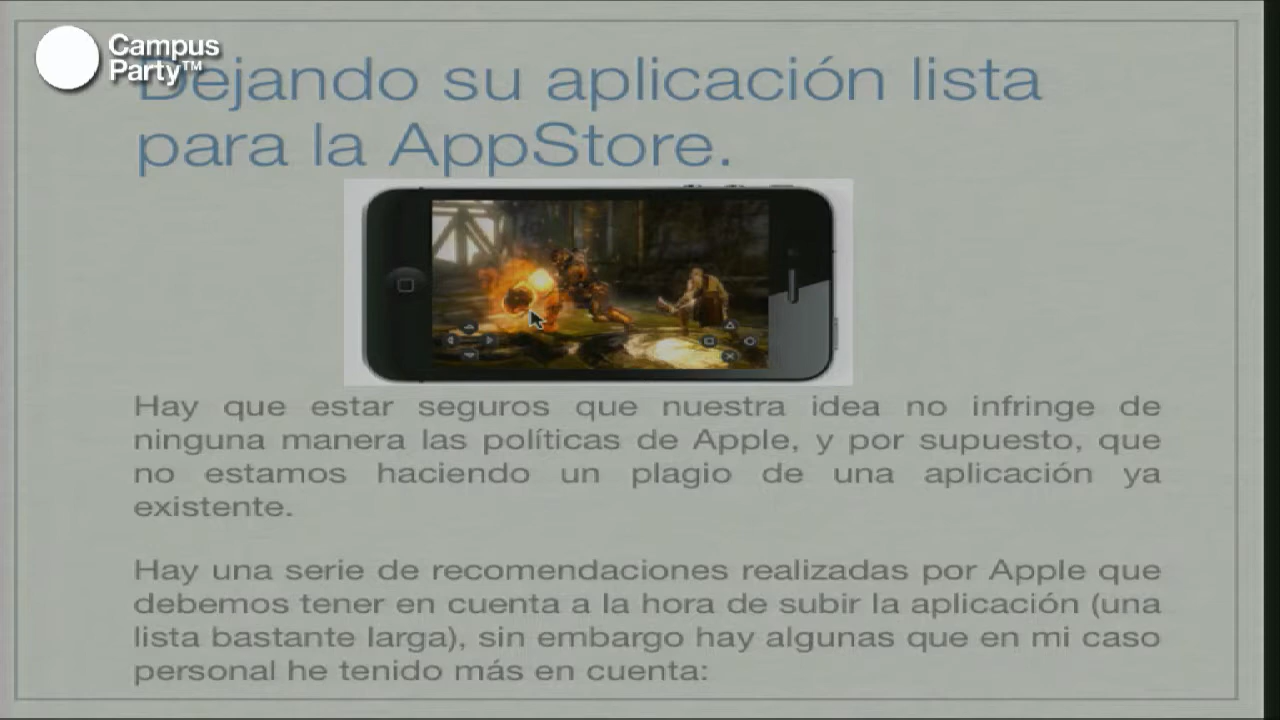 Campus
Party™
Dejando su aplicación lista
para la AppStore.
Hay que estar seguros que nuestra idea no infringe de
ninguna manera las políticas de Apple, y por supuesto, que
no estamos haciendo un plagio de una aplicación ya
existente.
Hay una serie de recomendaciones realizadas por Apple que
debemos tener en cuenta a la hora de subir la aplicación (una
lista bastante larga), sin embargo hay algunas que en mi caso
personal he tenido más en cuenta: